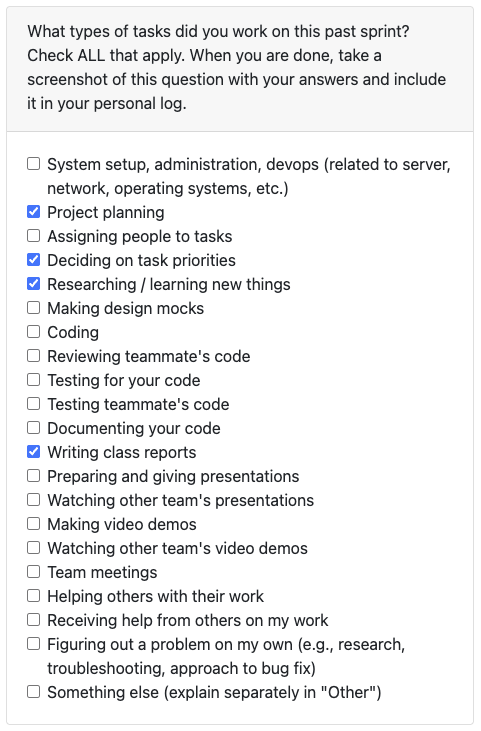 What types of tasks did you work on this past sprint?
Check ALL that apply. When you are done, take a
screenshot of this question with your answers and include
it in your personal log.
System setup, administration, devops (related to server,
network, operating systems, etc.)
Project planning
Assigning people to tasks
Deciding on task priorities
Researching / learning new things
Making design mocks
Coding
Reviewing teammate's code
Testing for your code
Testing teammate's code
Documenting your code
Writing class reports
Preparing and giving presentations
Watching other team's presentations
Making video demos
Watching other team's video demos
Team meetings
Helping others with their work
Receiving help from others on my work
Figuring out a problem on my own (e.g., research,
troubleshooting, approach to bug fix)
Something else (explain separately in "Other")